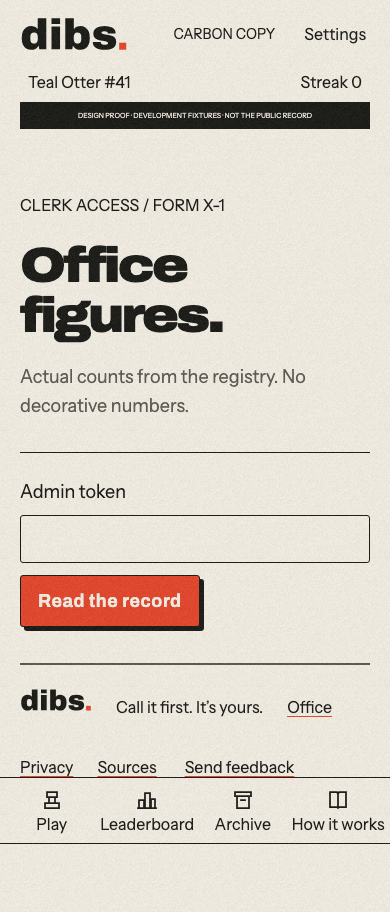 dibs. CARBON COPY Settings
Teal Otter #41 Streak 0
DESIGN PROOF · DEVELOPMENT FIXTURES · NOT THE PUBLIC RECORD
CLERK ACCESS / FORM X-1
Office
figures.
Actual counts from the registry. No
decorative numbers.
Admin token
Read the record
dibs. Call it first. It's yours. Office
Privacy Sources Send feedback
Play Leaderboard Archive How it works